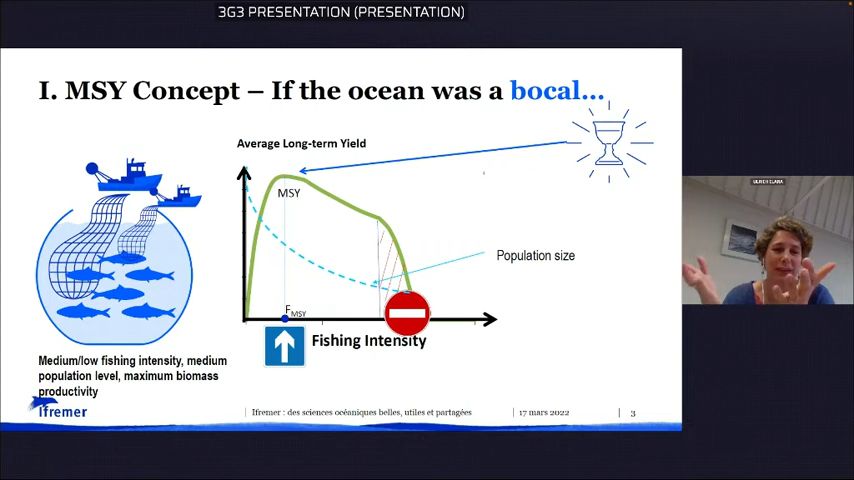 3G3 PRESENTATION (PRESENTATION)
I. MSY Concept – If the ocean was a bocal...
Average Long-term Yield
MSY
Population size
F MSY
Fishing Intensity
Medium/low fishing intensity, medium
population level, maximum biomass
productivity
Ifremer
Ifremer : des sciences océaniques belles, utiles et partagées
17 mars 2022
3
ULRICH CLARA